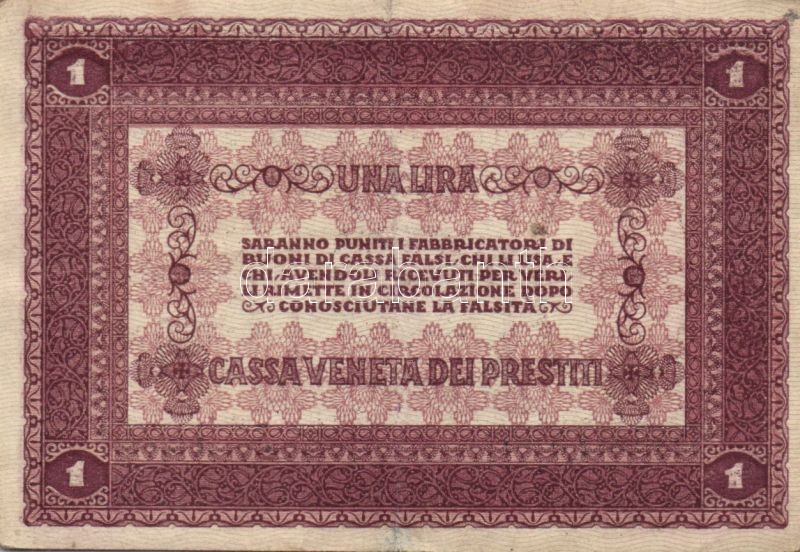 1 1
UNA LIRA
SARANNO PUNITI I FABBRICATORI DI
BUONI DI CASSA FALSI, CHI LI USA E
CHI, AVENDOLI RICEVUTI PER VERI
LI RIMETTE IN CIRCOLAZIONE DOPO
CONOSCIUTANE LA FALSITÀ
darabanth
CASSA VENETA DEI PRESTITI
1 1